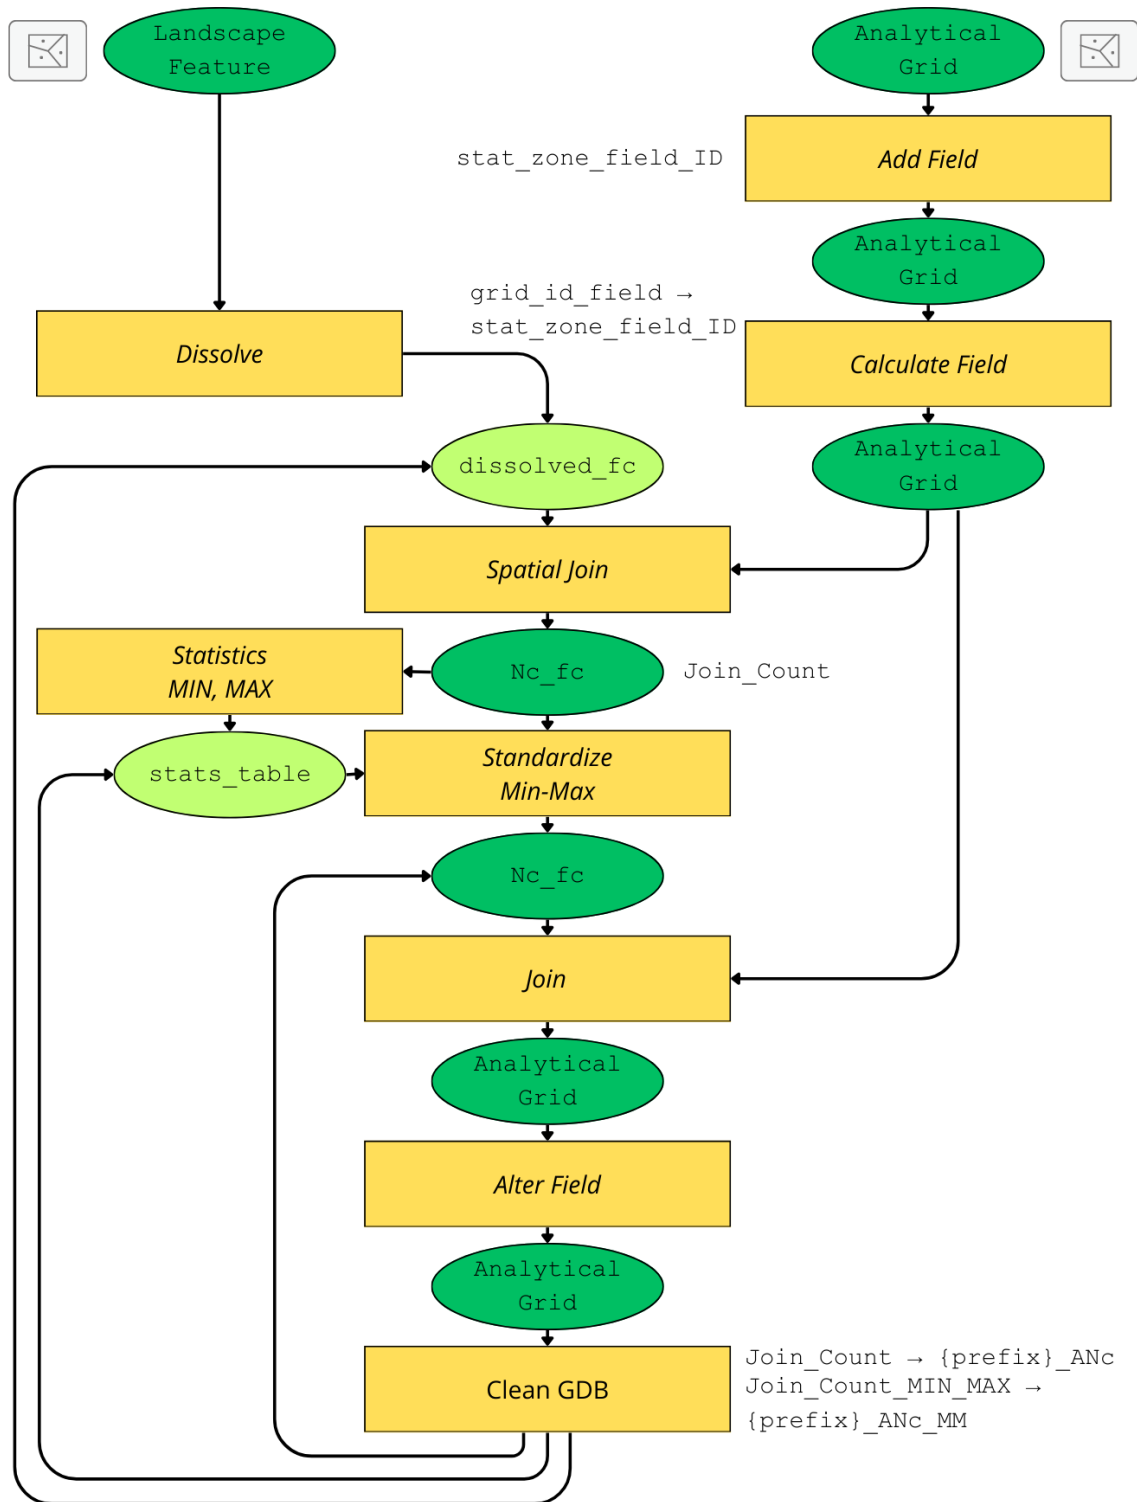 Landscape
Feature
Analytical
Grid
stat_zone_field_ID
Add Field
Analytical
Grid
grid_id_field →
stat_zone_field_ID
Dissolve
Calculate Field
dissolved_fc
Analytical
Grid
Spatial Join
Statistics
MIN, MAX
Nc_fc
Join_Count
stats_table
Standardize
Min-Max
Nc_fc
Join
Analytical
Grid
Alter Field
Analytical
Grid
Clean GDB
Join_Count → {prefix}_ANc
Join_Count_MIN_MAX →
{prefix}_ANc_MM